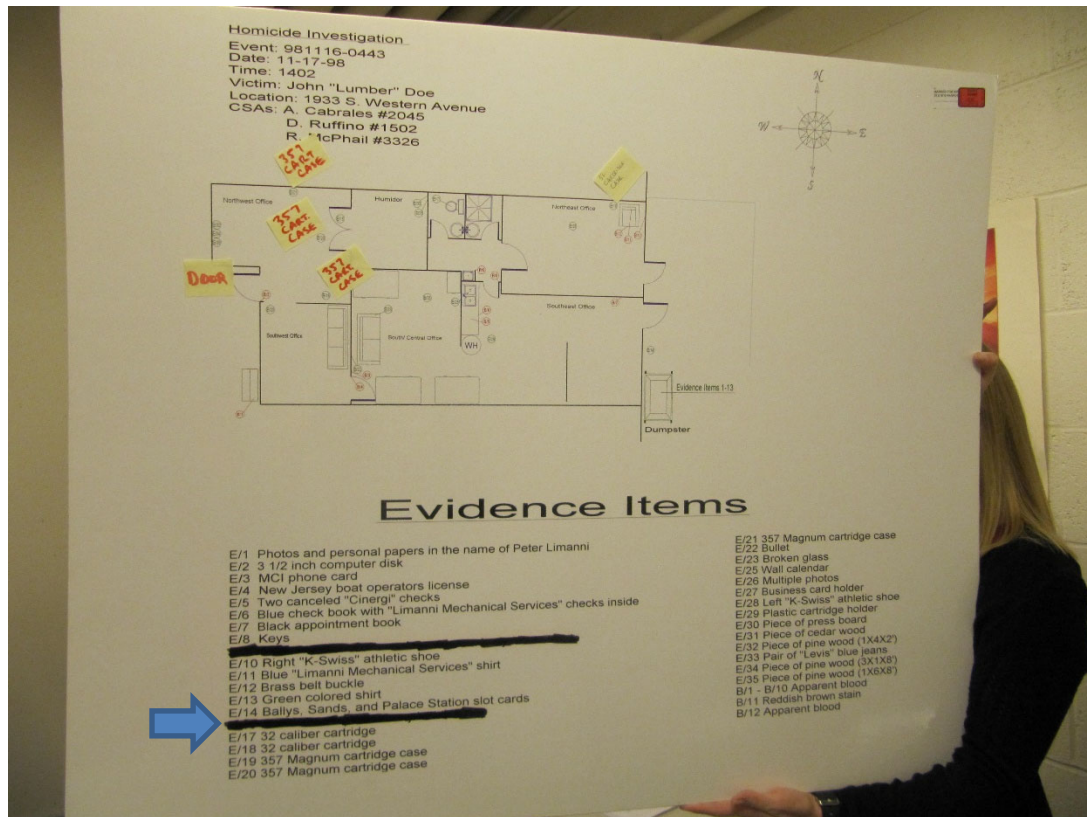 Homicide Investigation
Event: 981116-0443
Date: 11-17-98
Time: 1402
Victim: John "Lumber" Doe
Location: 1933 S. Western Avenue
CSAs: A. Cabrales #2045
D. Ruffino #1502
R. McPhail #3326
N
W
E
S
357
CART
CASE
CASE
Northwest Office
Humidor
Northeast Office
357
CART.
CASE
DOOR
357
CART
CASE
Southeast Office
Southwest Office
South Central Office
WH
Evidence Items 1-13
Dumpster
Evidence Items
E/1 Photos and personal papers in the name of Peter Limanni
E/2 3 1/2 inch computer disk
E/3 MCI phone card
E/4 New Jersey boat operators license
E/5 Two canceled "Cinergi" checks
E/6 Blue check book with "Limanni Mechanical Services" checks inside
E/7 Black appointment book
E/8 Keys
E/10 Right "K-Swiss" athletic shoe
E/11 Blue "Limanni Mechanical Services" shirt
E/12 Brass belt buckle
E/13 Green colored shirt
E/14 Ballys, Sands, and Palace Station slot cards
E/17 32 caliber cartridge
E/18 32 caliber cartridge
E/19 357 Magnum cartridge case
E/20 357 Magnum cartridge case
E/21 357 Magnum cartridge case
E/22 Bullet
E/23 Broken glass
E/25 Wall calendar
E/26 Multiple photos
E/27 Business card holder
E/28 Left "K-Swiss" athletic shoe
E/29 Plastic cartridge holder
E/30 Piece of press board
E/31 Piece of cedar wood
E/32 Piece of pine wood (1X4X2')
E/33 Pair of "Levis" blue jeans
E/34 Piece of pine wood (3X1X8')
E/35 Piece of pine wood (1X6X8')
B/1 - B/10 Apparent blood
B/11 Reddish brown stain
B/12 Apparent blood